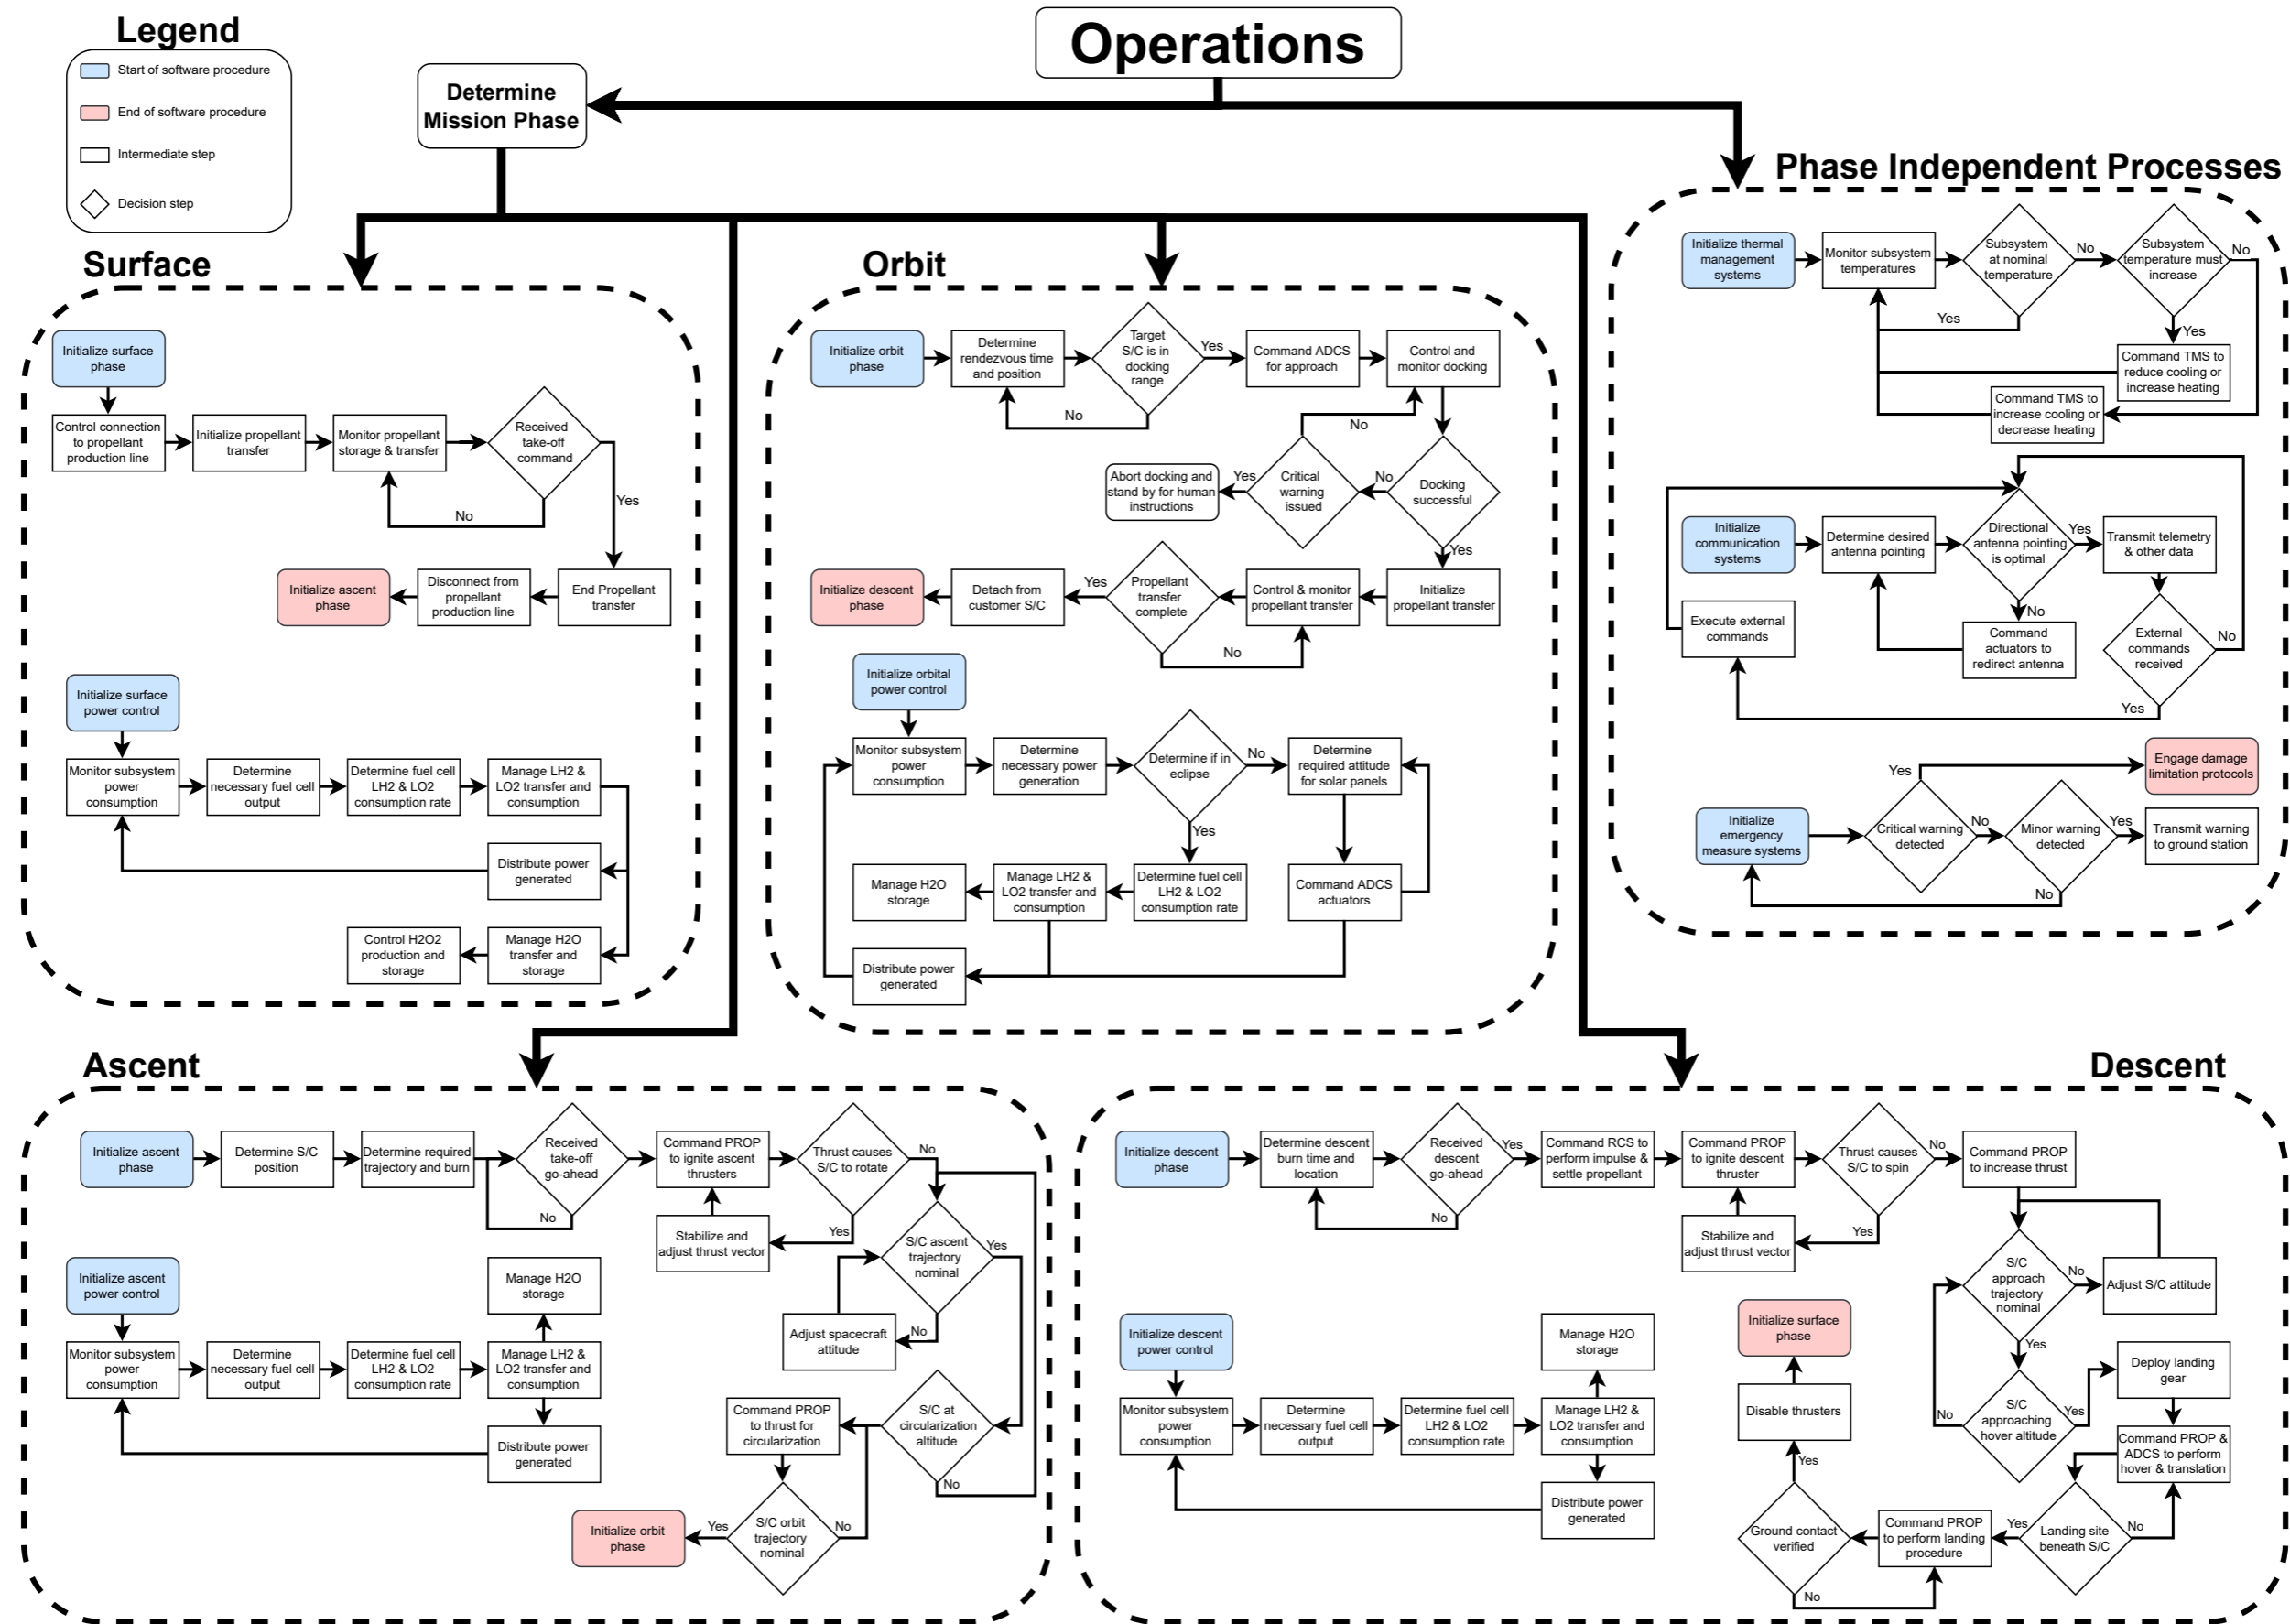 Operations
Legend
Start of software procedure
End of software procedure
Intermediate step
Decision step
Determine
Mission Phase
Surface
Initialize surface
phase
Control connection
to propellant
production line
Initialize propellant
transfer
Monitor propellant
storage & transfer
Received
take-off
command
No
Yes
End Propellant
transfer
Disconnect from
propellant
production line
Initialize ascent
phase
Initialize surface
power control
Monitor subsystem
power
consumption
Determine
necessary fuel cell
output
Determine fuel cell
LH2 & LO2
consumption rate
Manage LH2 &
LO2 transfer and
consumption
Distribute power
generated
Manage H2O
transfer and
storage
Control H2O2
production and
storage
Orbit
Initialize orbit
phase
Determine
rendezvous time
and position
Target
S/C is in
docking
range
Yes
No
Command ADCS
for approach
Control and
monitor docking
No
Docking
successful
No
Critical
warning
issued
Yes
Abort docking and
stand by for human
instructions
Yes
Initialize
propellant transfer
Control & monitor
propellant transfer
Propellant
transfer
complete
Yes
No
Detach from
customer S/C
Initialize descent
phase
Initialize orbital
power control
Monitor subsystem
power
consumption
Determine
necessary power
generation
Determine if in
eclipse
No
Yes
Determine
required attitude
for solar panels
Command ADCS
actuators
Determine fuel cell
LH2 & LO2
consumption rate
Manage LH2 &
LO2 transfer and
consumption
Manage H2O
storage
Distribute power
generated
Phase Independent Processes
Initialize thermal
management
systems
Monitor subsystem
temperatures
Subsystem
at nominal
temperature
No
Yes
Subsystem
temperature must
increase
No
Yes
Command TMS to
reduce cooling or
increase heating
Command TMS to
increase cooling or
decrease heating
Initialize
communication
systems
Determine desired
antenna pointing
Directional
antenna pointing
is optimal
Yes
No
Transmit telemetry
& other data
Command
actuators to
redirect antenna
External
commands
received
No
Yes
Execute external
commands
Initialize
emergency
measure systems
Critical warning
detected
Yes
No
Engage damage
limitation protocols
Minor warning
detected
Yes
No
Transmit warning
to ground station
Ascent
Initialize ascent
phase
Determine S/C
position
Determine required
trajectory and burn
Received
take-off
go-ahead
No
Command PROP
to ignite ascent
thrusters
Thrust causes
S/C to rotate
No
Yes
Stabilize and
adjust thrust vector
S/C ascent
trajectory
nominal
Yes
No
Adjust spacecraft
attitude
S/C at
circularization
altitude
No
Command PROP
to thrust for
circularization
S/C orbit
trajectory
nominal
No
Yes
Initialize orbit
phase
Initialize ascent
power control
Monitor subsystem
power
consumption
Determine
necessary fuel cell
output
Determine fuel cell
LH2 & LO2
consumption rate
Manage LH2 &
LO2 transfer and
consumption
Manage H2O
storage
Distribute power
generated
Descent
Initialize descent
phase
Determine descent
burn time and
location
Received
descent
go-ahead
Yes
No
Command RCS to
perform impulse &
settle propellant
Command PROP
to ignite descent
thruster
Thrust causes
S/C to spin
No
Yes
Stabilize and
adjust thrust vector
Command PROP
to increase thrust
S/C
approach
trajectory
nominal
No
Yes
Adjust S/C attitude
S/C
approaching
hover altitude
No
Yes
Deploy landing
gear
Command PROP &
ADCS to perform
hover & translation
Landing site
beneath S/C
No
Yes
Command PROP
to perform landing
procedure
Ground contact
verified
No
Yes
Disable thrusters
Initialize surface
phase
Initialize descent
power control
Monitor subsystem
power
consumption
Determine
necessary fuel cell
output
Determine fuel cell
LH2 & LO2
consumption rate
Manage LH2 &
LO2 transfer and
consumption
Manage H2O
storage
Distribute power
generated